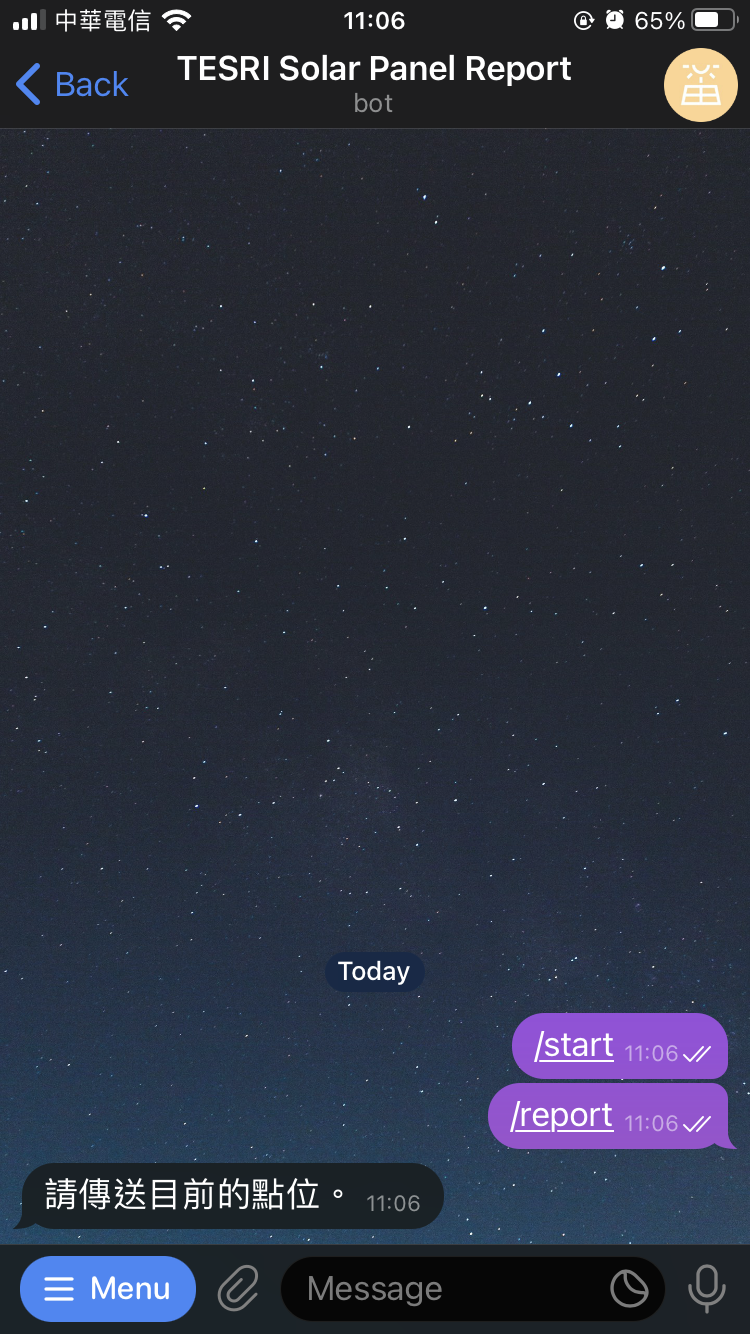 中華電信 11:06 65%
Back TESRI Solar Panel Report
bot
Today
/start 11:06
/report 11:06
請傳送目前的點位。 11:06
Menu Message